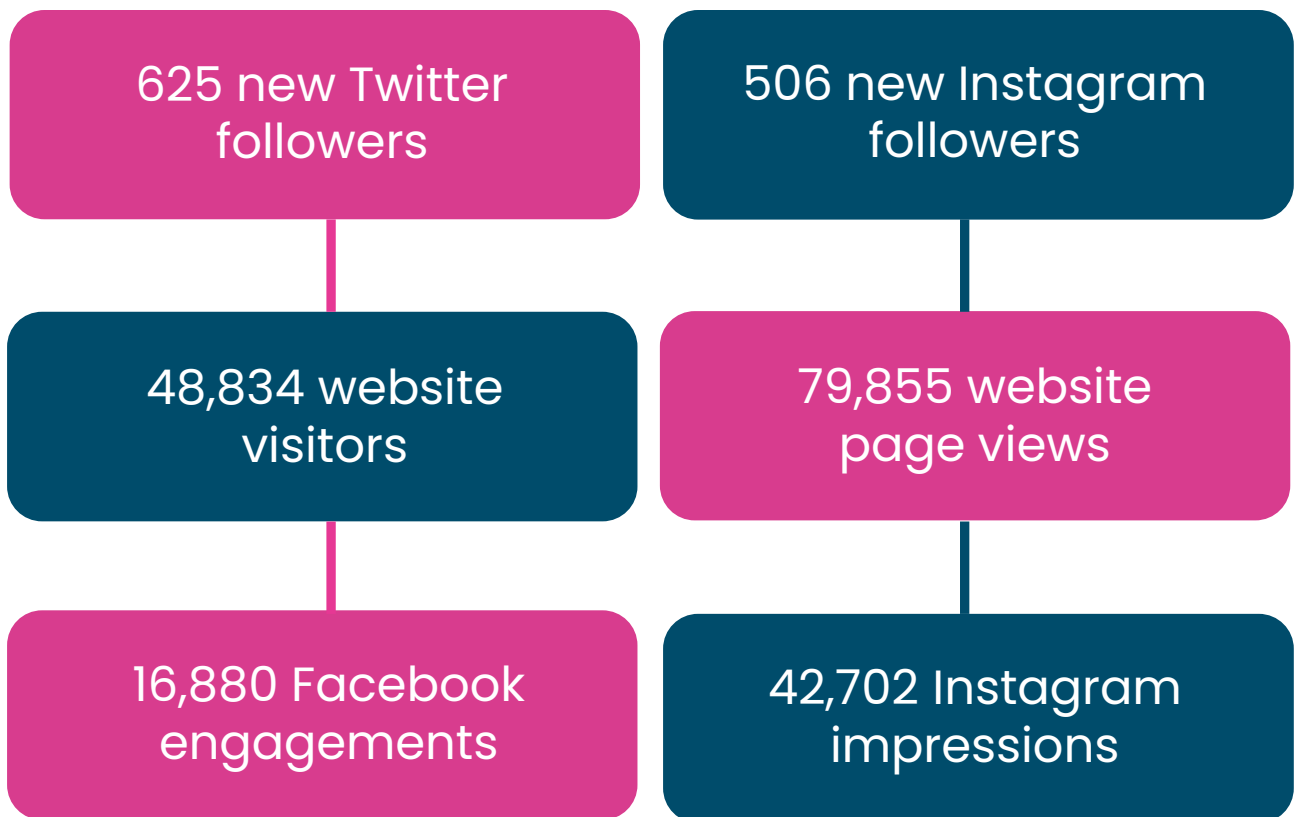 625 new Twitter
followers
506 new Instagram
followers
48,834 website
visitors
79,855 website
page views
16,880 Facebook
engagements
42,702 Instagram
impressions